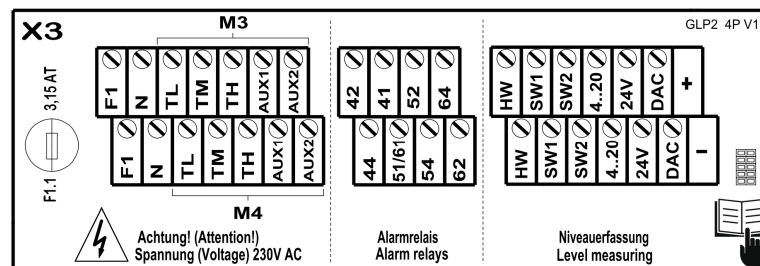 X3 M3 GLP2 4P V1
3,15 AT
F1.1
F1 N TL TM TH AUX1 AUX2
F1 N TL TM TH AUX1 AUX2
M4
42 41 52 64
44 51/61 54 62
HW SW1 SW2 4..20 24V DAC +
HW SW1 SW2 4..20 24V DAC -
Achtung! (Attention!)
Spannung (Voltage) 230V AC
Alarmrelais
Alarm relays
Niveauerfassung
Level measuring